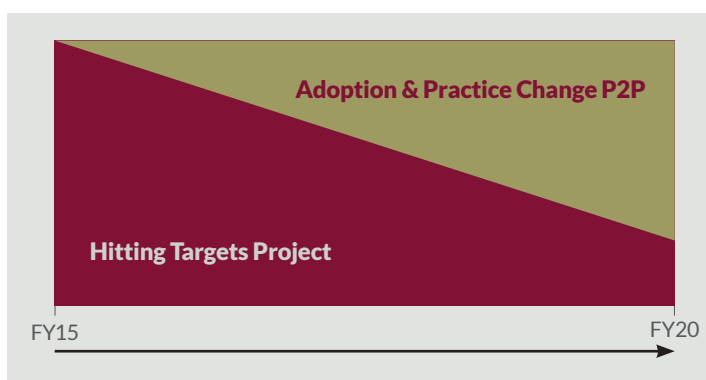 Adoption & Practice Change P2P
Hitting Targets Project
FY15
FY20